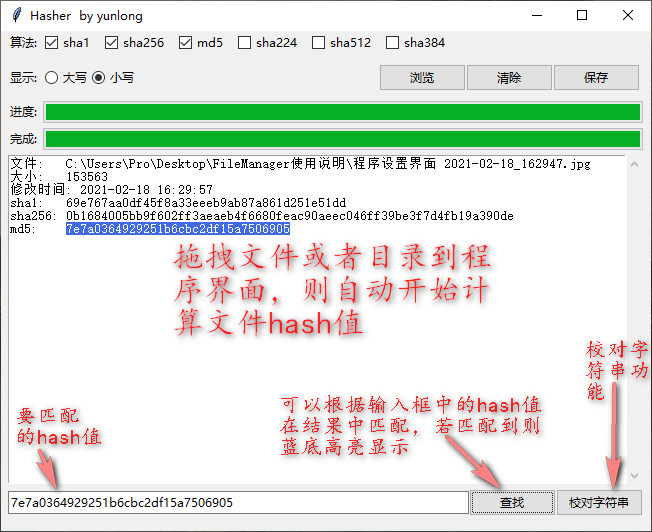 Hasher by yunlong
算法: sha1 sha256 md5 sha224 sha512 sha384
显示: 大写 小写 浏览 清除 保存
进度:
完成:
文件: C:\Users\Pro\Desktop\FileManager使用说明\程序设置界面 2021-02-18_162947.jpg
大小: 153563
修改时间: 2021-02-18 16:29:57
sha1: 69e767aa0df45f8a33eeeb9ab87a861d251e51dd
sha256: 0b1684005bb9f602ff3aeaeb4f6680feac90aeec046ff39be3f7d4fb19a390de
md5: 7e7a0364929251b6cbc2df15a7506905
拖拽文件或者目录到程
序界面，则自动开始计
算文件hash值
校对字
符串功
能
可以根据输入框中的hash值
在结果中匹配，若匹配到则
蓝底高亮显示
要匹配
的hash值
7e7a0364929251b6cbc2df15a7506905 查找 校对字符串